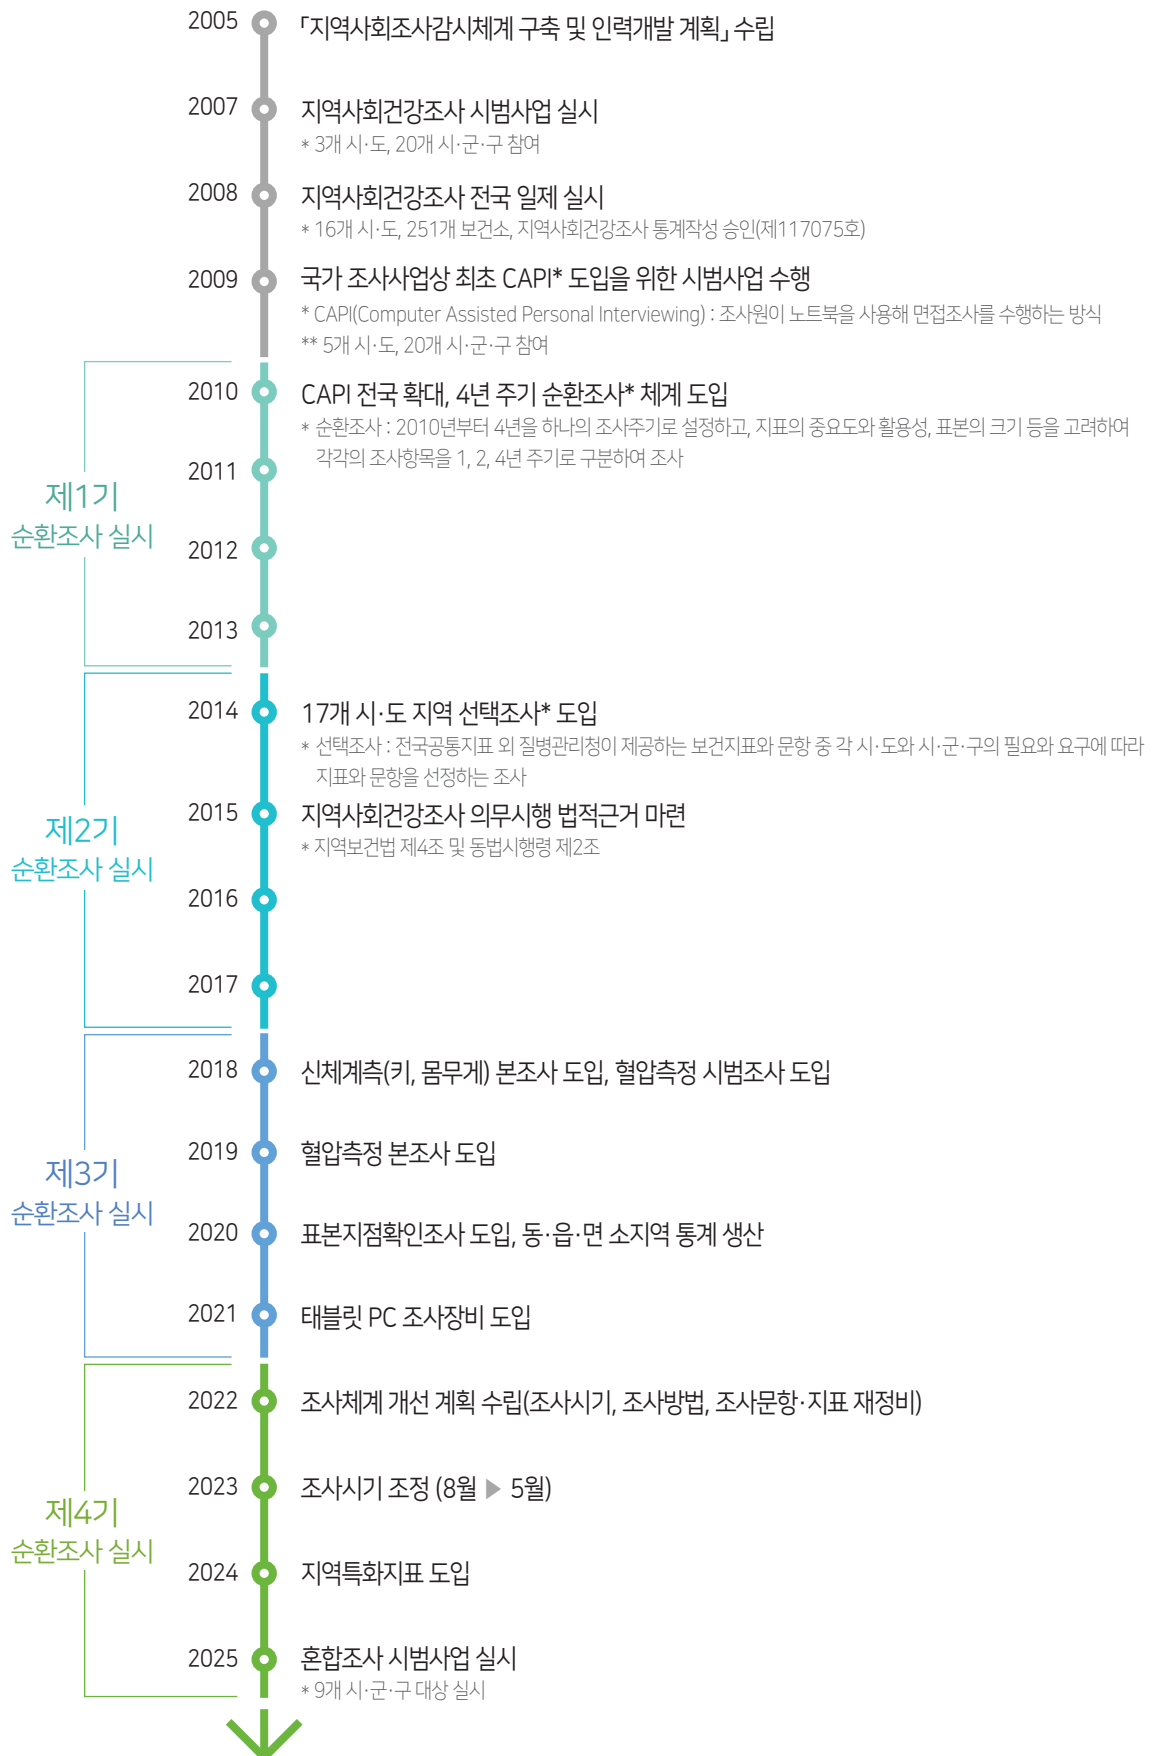 2005 「지역사회조사감시체계 구축 및 인력개발 계획」 수립
2007 지역사회건강조사 시범사업 실시
* 3개 시·도, 20개 시·군·구 참여
2008 지역사회건강조사 전국 일제 실시
* 16개 시·도, 251개 보건소, 지역사회건강조사 통계작성 승인(제117075호)
2009 국가 조사사업상 최초 CAPI* 도입을 위한 시범사업 수행
* CAPI(Computer Assisted Personal Interviewing) : 조사원이 노트북을 사용해 면접조사를 수행하는 방식
** 5개 시·도, 20개 시·군·구 참여
제1기
순환조사 실시
2010 CAPI 전국 확대, 4년 주기 순환조사* 체계 도입
* 순환조사 : 2010년부터 4년을 하나의 조사주기로 설정하고, 지표의 중요도와 활용성, 표본의 크기 등을 고려하여
각각의 조사항목을 1, 2, 4년 주기로 구분하여 조사
2011
2012
2013
제2기
순환조사 실시
2014 17개 시·도 지역 선택조사* 도입
* 선택조사 : 전국공통지표 외 질병관리청이 제공하는 보건지표와 문항 중 각 시·도와 시·군·구의 필요와 요구에 따라
지표와 문항을 선정하는 조사
2015 지역사회건강조사 의무시행 법적근거 마련
* 지역보건법 제4조 및 동법시행령 제2조
2016
2017
제3기
순환조사 실시
2018 신체계측(키, 몸무게) 본조사 도입, 혈압측정 시범조사 도입
2019 혈압측정 본조사 도입
2020 표본지점확인조사 도입, 동·읍·면 소지역 통계 생산
2021 태블릿 PC 조사장비 도입
제4기
순환조사 실시
2022 조사체계 개선 계획 수립(조사시기, 조사방법, 조사문항·지표 재정비)
2023 조사시기 조정 (8월 ▶ 5월)
2024 지역특화지표 도입
2025 혼합조사 시범사업 실시
* 9개 시·군·구 대상 실시